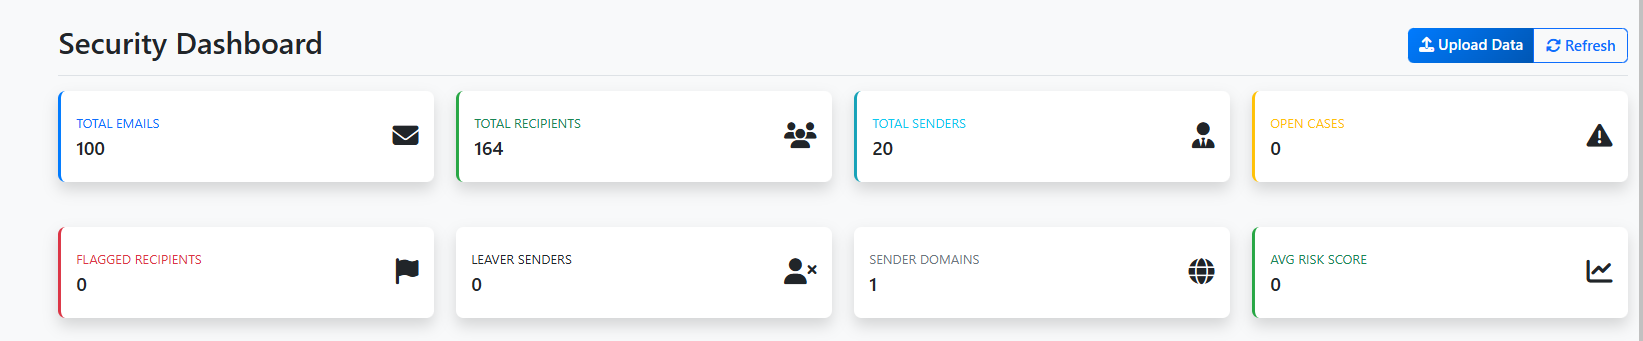 Security Dashboard
Upload Data
Refresh
TOTAL EMAILS
100
TOTAL RECIPIENTS
164
TOTAL SENDERS
20
OPEN CASES
0
FLAGGED RECIPIENTS
0
LEAVER SENDERS
0
SENDER DOMAINS
1
AVG RISK SCORE
0